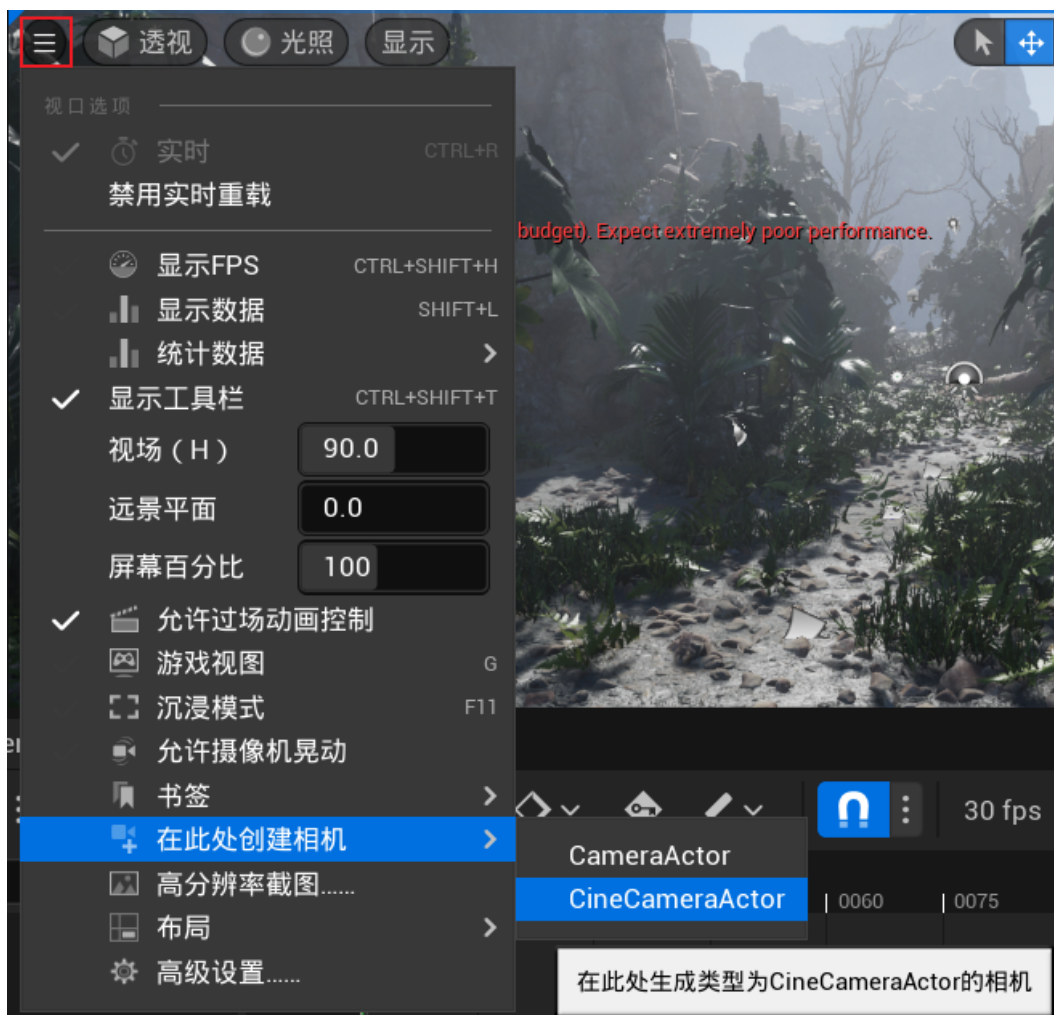 透视 光照 显示
视口选项
实时 CTRL+R
禁用实时重载
budget). Expect extremely poor performance.
显示FPS CTRL+SHIFT+H
显示数据 SHIFT+L
统计数据
显示工具栏 CTRL+SHIFT+T
视场（H） 90.0
远景平面 0.0
屏幕百分比 100
允许过场动画控制
游戏视图 G
沉浸模式 F11
允许摄像机晃动
书签
30 fps
在此处创建相机
CameraActor
高分辨率截图......
CineCameraActor
0060 0075
布局
高级设置......
在此处生成类型为CineCameraActor的相机